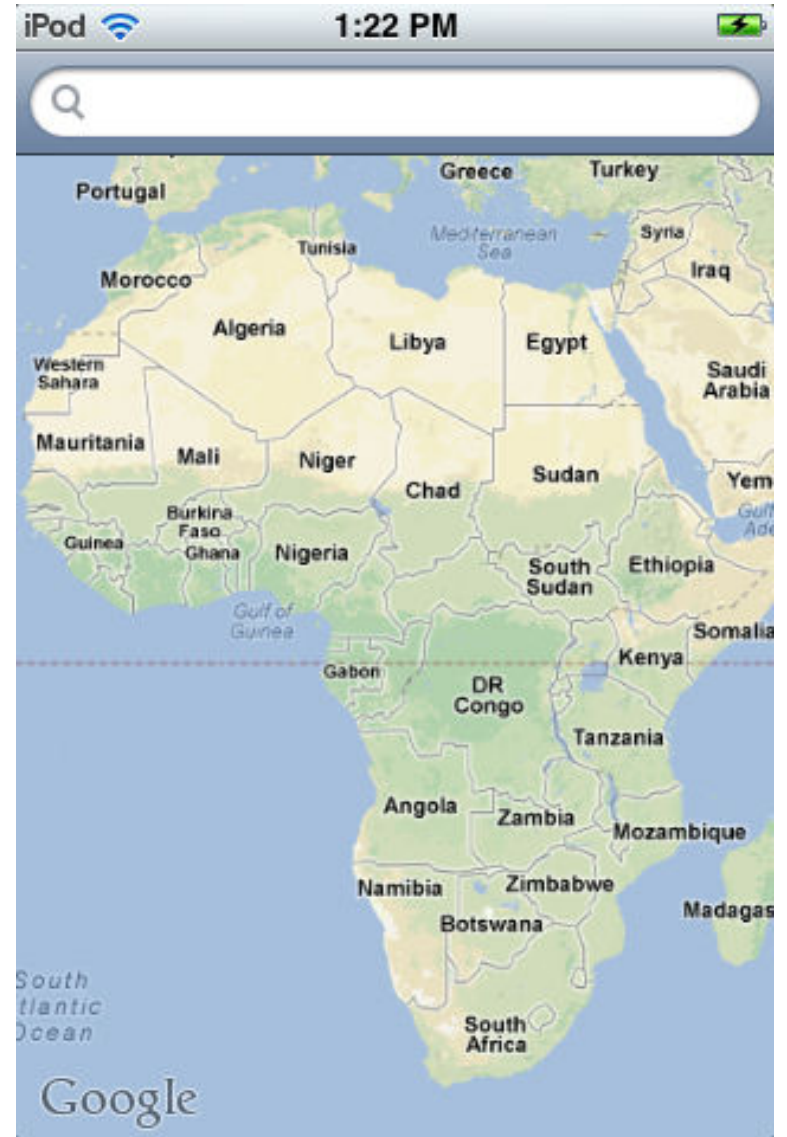 iPod
1:22 PM
Greece
Turkey
Portugal
Mediterranean
Sea
Syria
Tunisia
Iraq
Morocco
Algeria
Libya
Egypt
Western
Sahara
Saudi
Arabia
Mauritania
Mali
Niger
Chad
Sudan
Yem
Gulf
Ade
Burkina
Faso
Guinea
Ghana
Nigeria
South
Sudan
Ethiopia
Gulf of
Guinea
Somalia
Kenya
Gabon
DR
Congo
Tanzania
Angola
Zambia
Mozambique
Namibia
Zimbabwe
Botswana
Madagas
South
tlantic
Ocean
South
Africa
Google